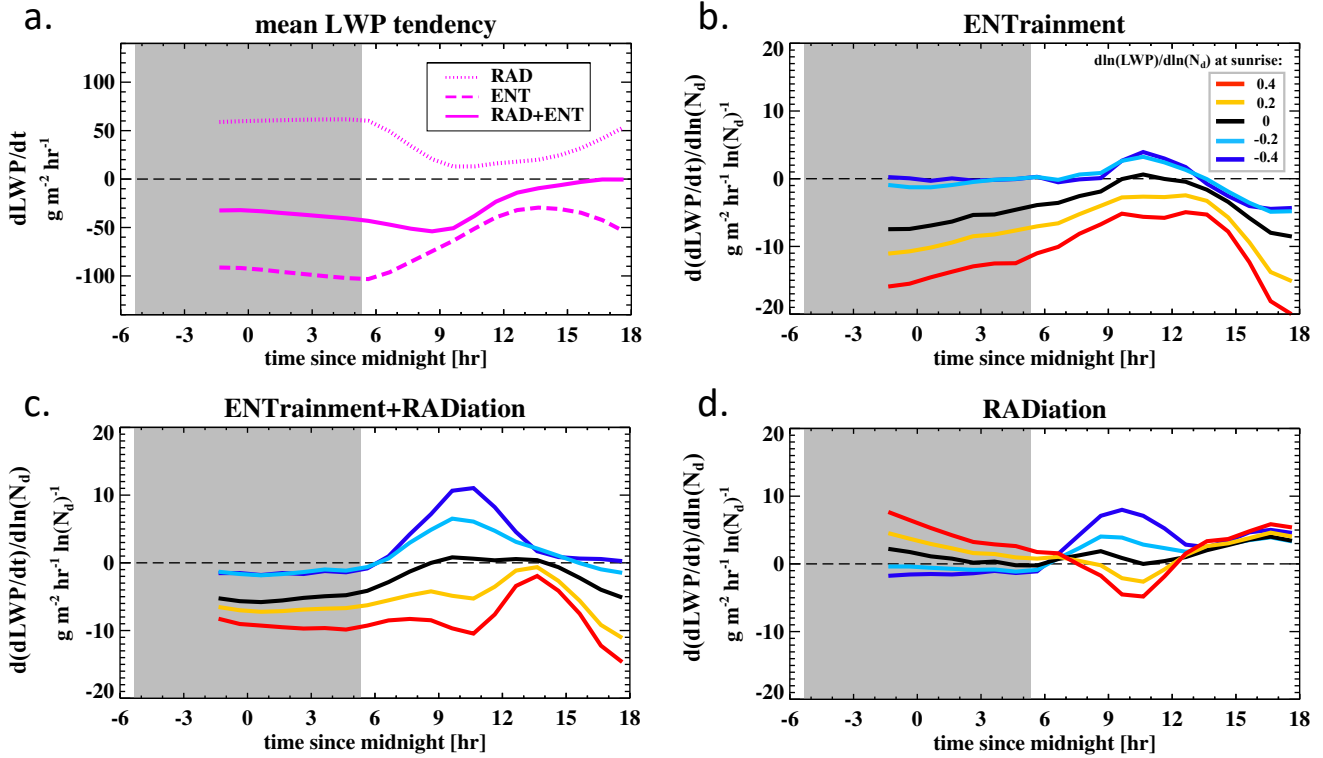 a.
mean LWP tendency
dLWP/dt
g m⁻² hr⁻¹
100
50
0
-50
-100
RAD
ENT
RAD+ENT
-6 -3 0 3 6 9 12 15 18
time since midnight [hr]
b.
ENTrainment
d(dLWP/dt)/dln(N_d)
g m⁻² hr⁻¹ ln(N_d)⁻¹
20
10
0
-10
-20
dln(LWP)/dln(N_d) at sunrise:
0.4
0.2
0
-0.2
-0.4
-6 -3 0 3 6 9 12 15 18
time since midnight [hr]
c.
ENTrainment+RADiation
d(dLWP/dt)/dln(N_d)
g m⁻² hr⁻¹ ln(N_d)⁻¹
20
10
0
-10
-20
-6 -3 0 3 6 9 12 15 18
time since midnight [hr]
d.
RADiation
d(dLWP/dt)/dln(N_d)
g m⁻² hr⁻¹ ln(N_d)⁻¹
20
10
0
-10
-20
-6 -3 0 3 6 9 12 15 18
time since midnight [hr]